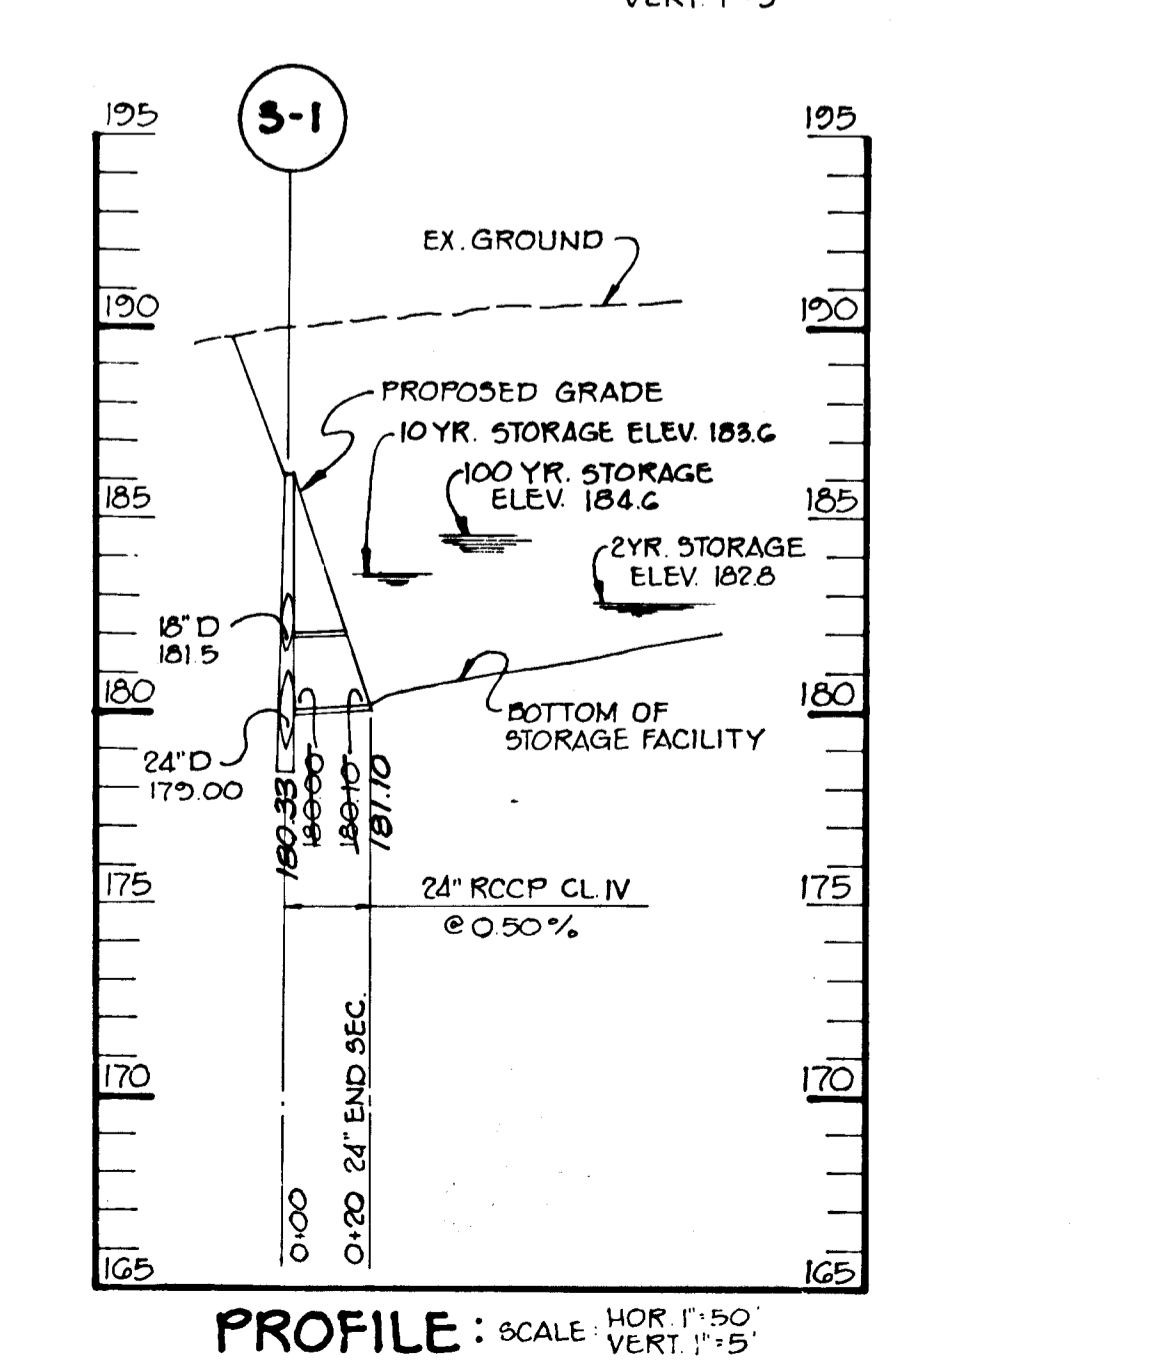 VERT. 1"=5'
S-1
195
195
EX. GROUND
190
190
PROPOSED GRADE
10 YR. STORAGE ELEV. 183.6
100 YR. STORAGE
ELEV. 184.6
185
185
2 YR. STORAGE
ELEV. 182.8
18" D
181.5
180
180
BOTTOM OF
STORAGE FACILITY
24" D
179.00
180.33
180.00
180.10
181.10
175
175
24" RCCP CL. IV
@ 0.50%
170
170
0+00
0+20 24" END SEC.
165
165
PROFILE: SCALE: HOR. 1"=50'
VERT. 1"=5'